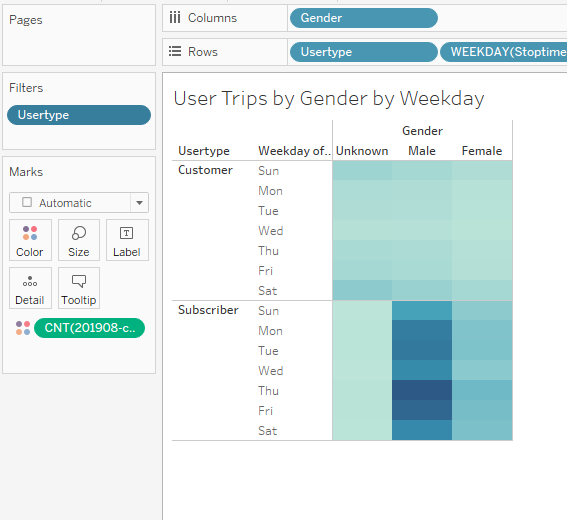 Pages
Columns
Gender
Rows
Usertype
WEEKDAY(Stoptime
Filters
Usertype
Marks
Automatic
Color
Size
Label
Detail
Tooltip
CNT(201908-c..
User Trips by Gender by Weekday
Gender
Usertype
Weekday of..
Unknown
Male
Female
Customer
Sun
Mon
Tue
Wed
Thu
Fri
Sat
Subscriber
Sun
Mon
Tue
Wed
Thu
Fri
Sat